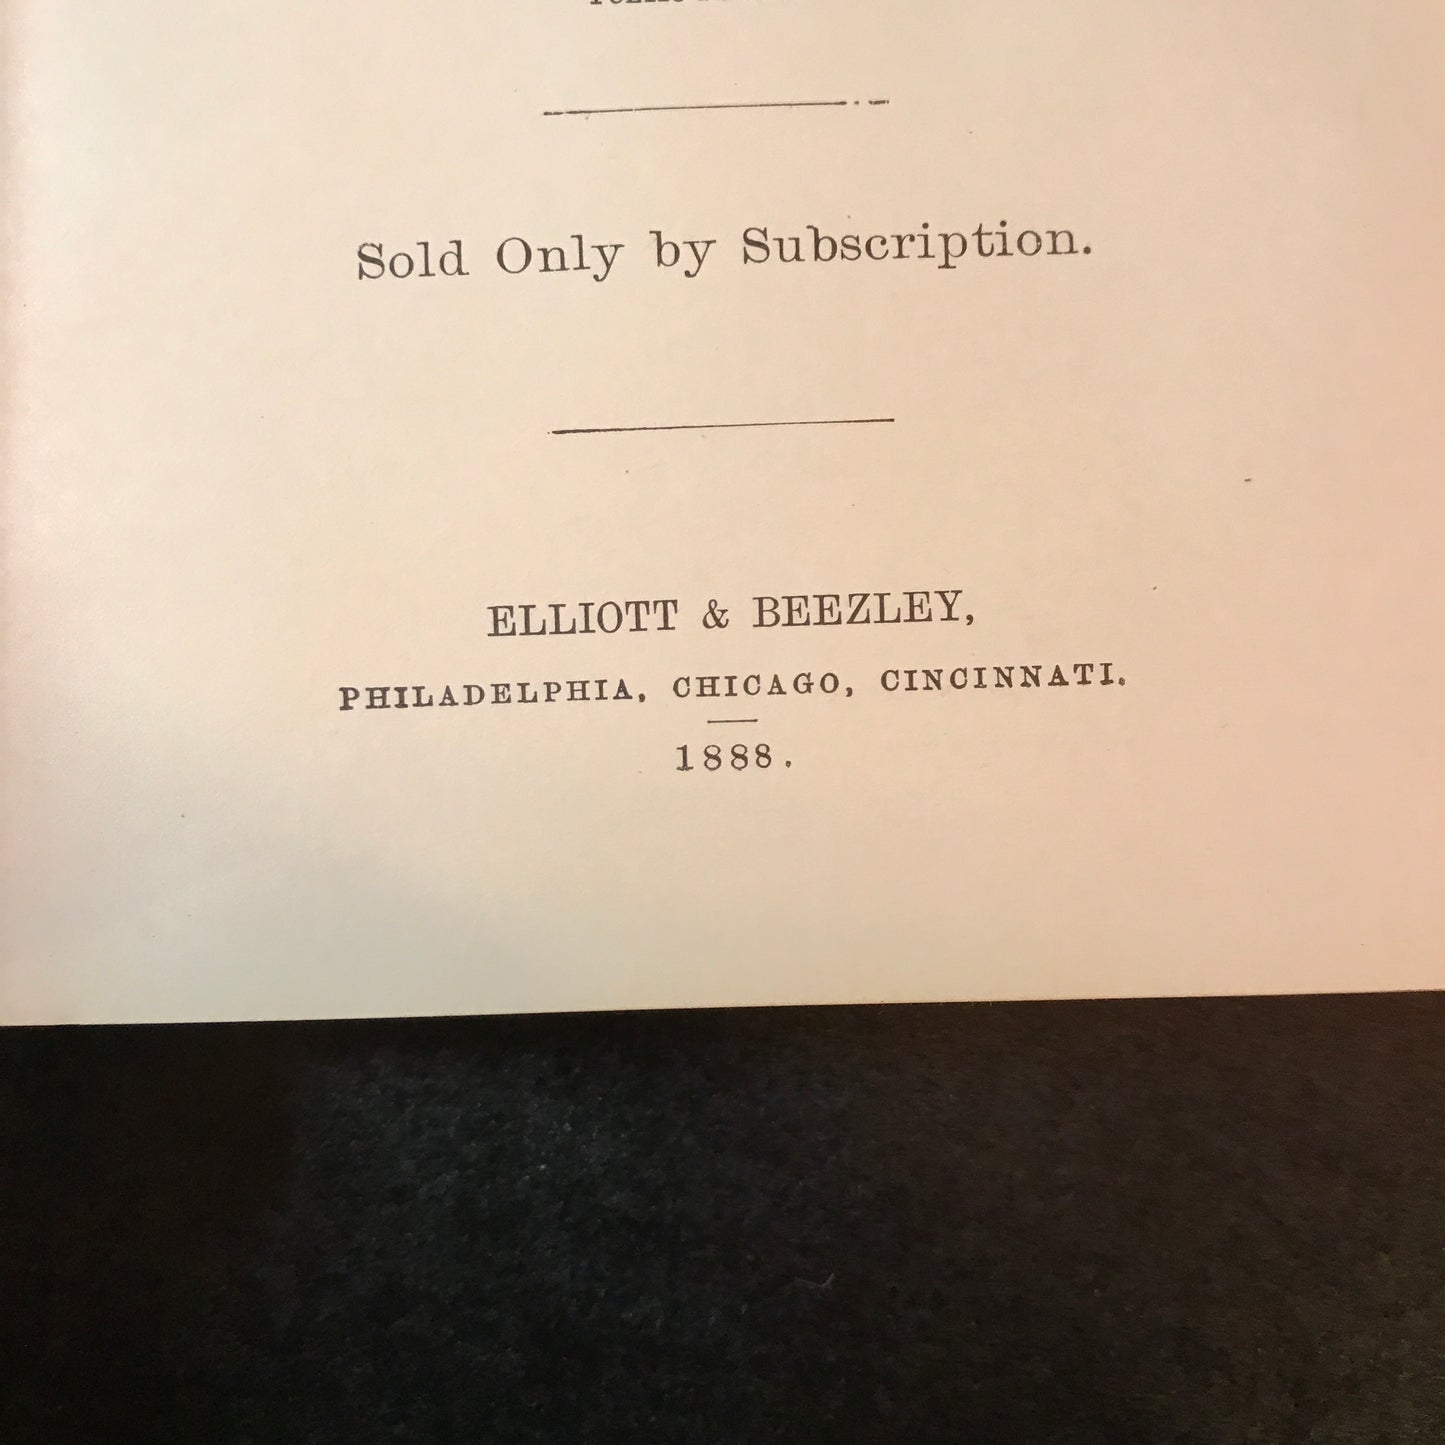 Sold Only by Subscription.
ELLIOTT & BEEZLEY,
PHILADELPHIA, CHICAGO, CINCINNATI.
1888.